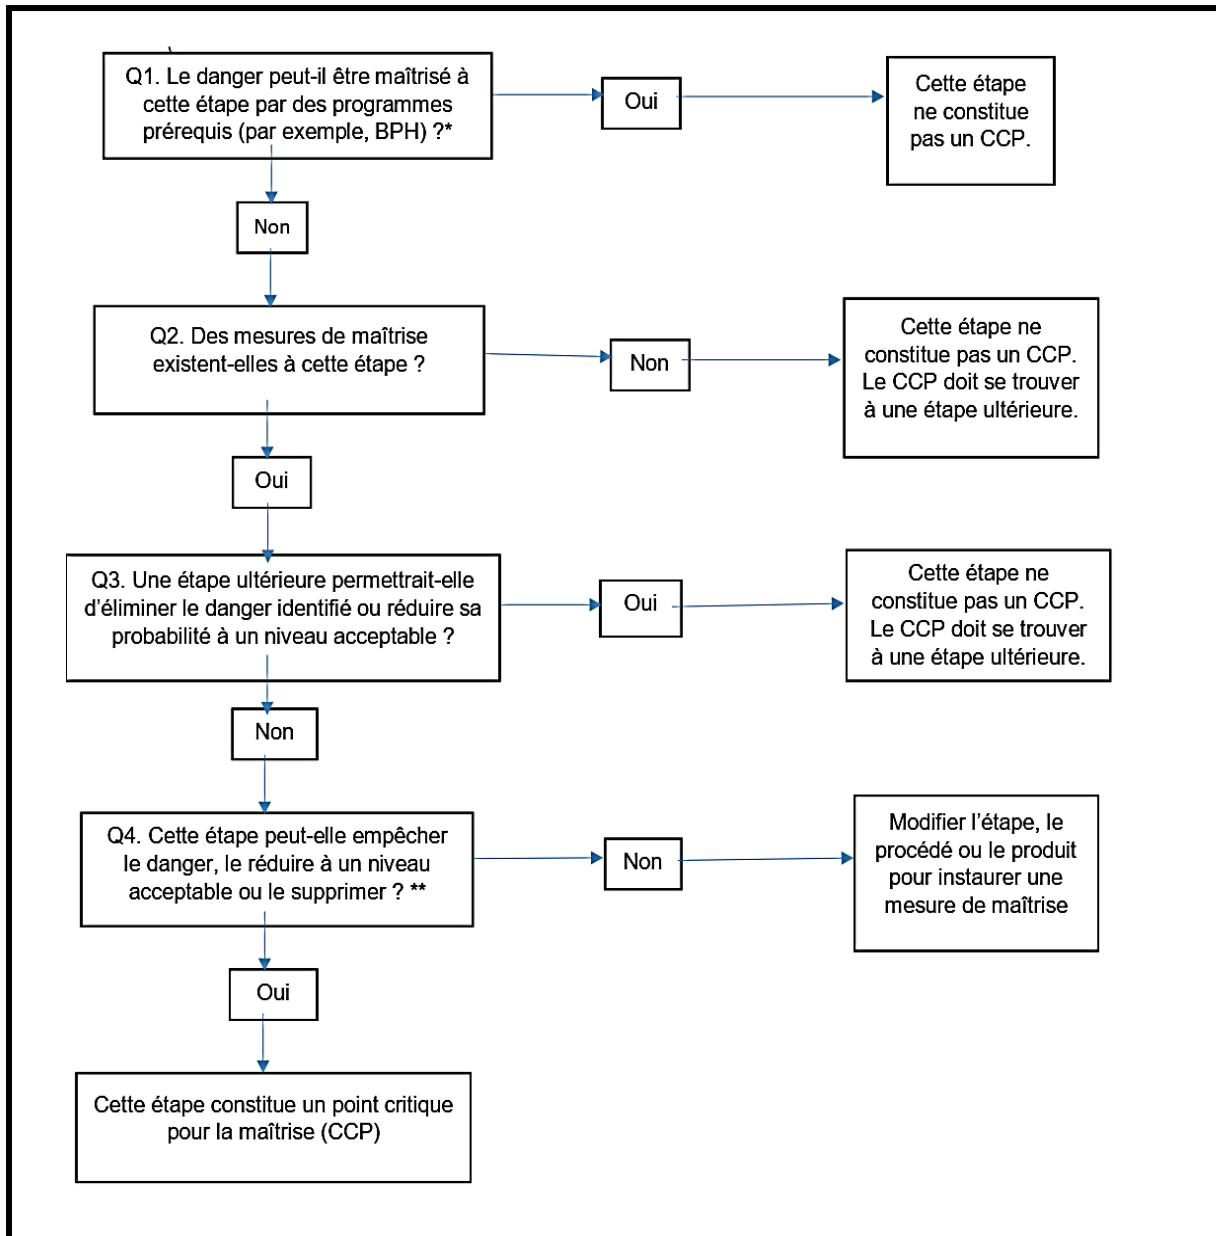 Q1. Le danger peut-il être maîtrisé à
cette étape par des programmes
prérequis (par exemple, BPH) ?*
Oui
Cette étape
ne constitue
pas un CCP.
Non
Q2. Des mesures de maîtrise
existent-elles à cette étape ?
Non
Cette étape ne
constitue pas un CCP.
Le CCP doit se trouver
à une étape ultérieure.
Oui
Q3. Une étape ultérieure permettrait-elle
d’éliminer le danger identifié ou réduire sa
probabilité à un niveau acceptable ?
Oui
Cette étape ne
constitue pas un CCP.
Le CCP doit se trouver
à une étape ultérieure.
Non
Q4. Cette étape peut-elle empêcher
le danger, le réduire à un niveau
acceptable ou le supprimer ? **
Non
Modifier l’étape, le
procédé ou le produit
pour instaurer une
mesure de maîtrise
Oui
Cette étape constitue un point critique
pour la maîtrise (CCP)